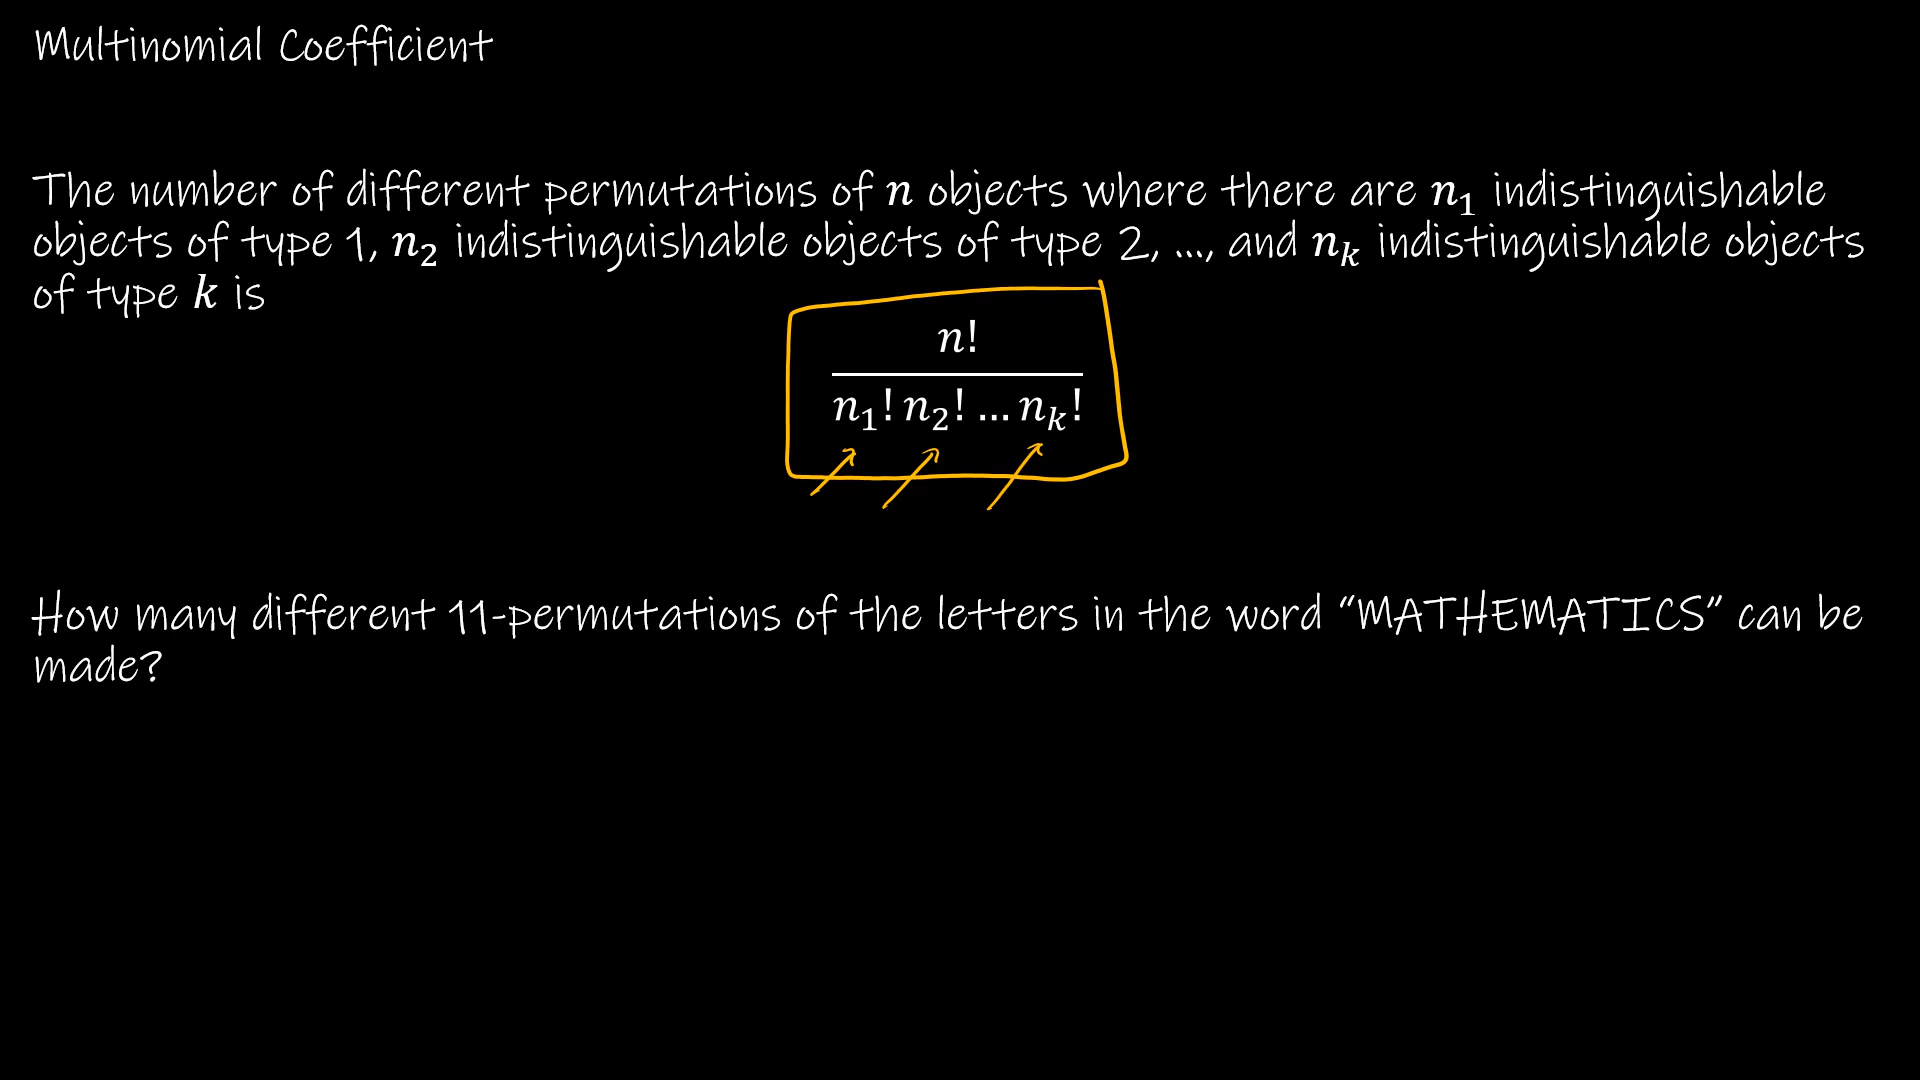 Multinomial Coefficient
The number of different permutations of n objects where there are n₁ indistinguishable
objects of type 1, n₂ indistinguishable objects of type 2, ..., and nₖ indistinguishable objects
of type k is
n!
n₁! n₂! ... nₖ!
How many different 11-permutations of the letters in the word “MATHEMATICS” can be
made?